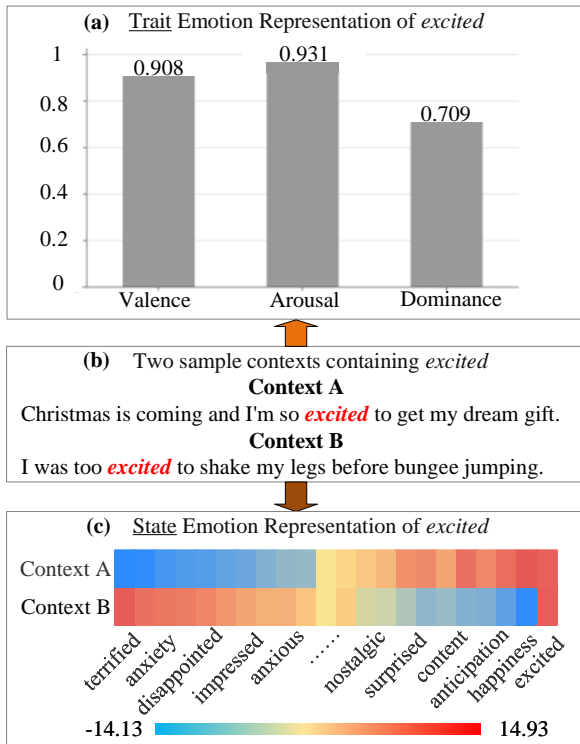 (a) Trait Emotion Representation of excited
1
0.908
0.931
0.8
0.709
0.6
0.4
0.2
0
Valence Arousal Dominance
(b) Two sample contexts containing excited
Context A
Christmas is coming and I'm so excited to get my dream gift.
Context B
I was too excited to shake my legs before bungee jumping.
(c) State Emotion Representation of excited
Context A
Context B
terrified
anxiety
disappointed
impressed
anxious
......
nostalgic
surprised
content
anticipation
happiness
excited
-14.13 14.93